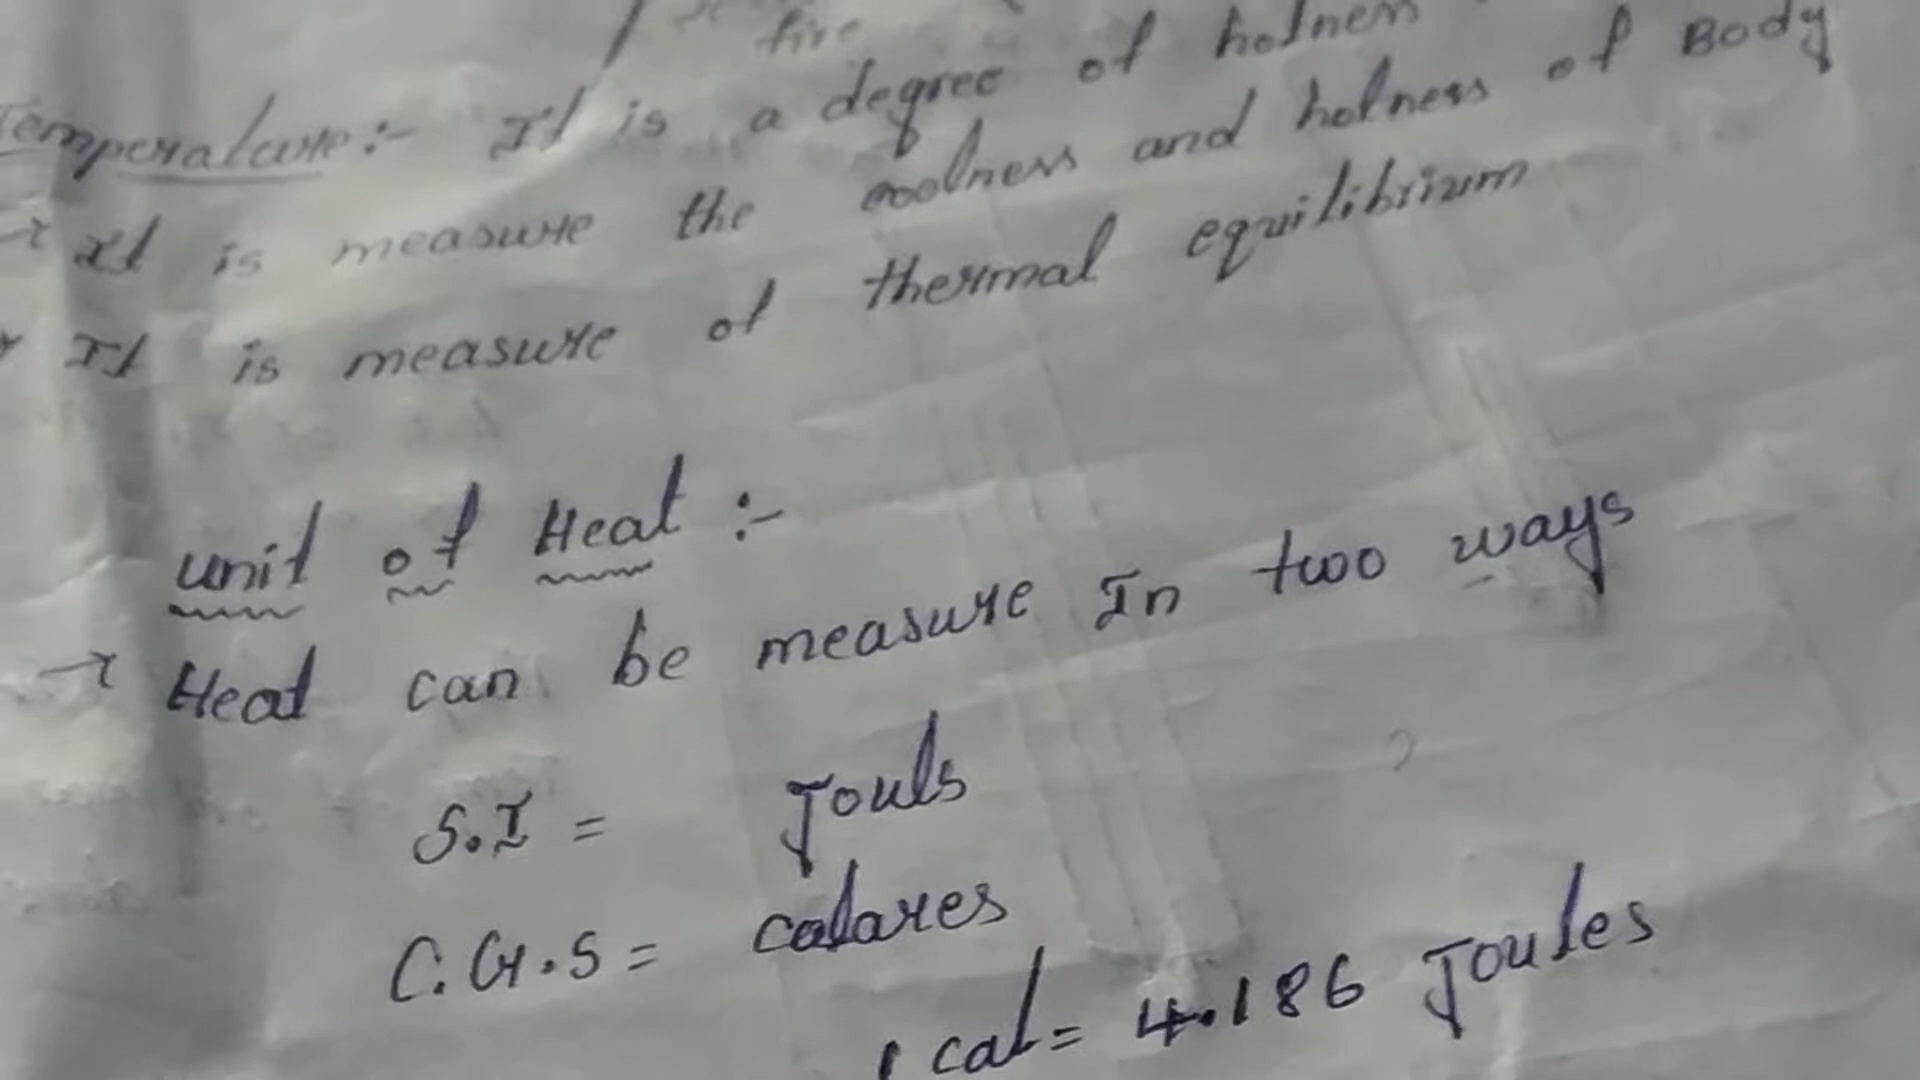 fire
Temperature:- It is a degree of hotness
→ It is measure the coolness and hotness of Body
→ It is measure of thermal equilibrium
unit of Heat :-
→ Heat can be measure In two ways
S.I = Jouls
C.G.S = calares
1 cal = 4.186 Joules